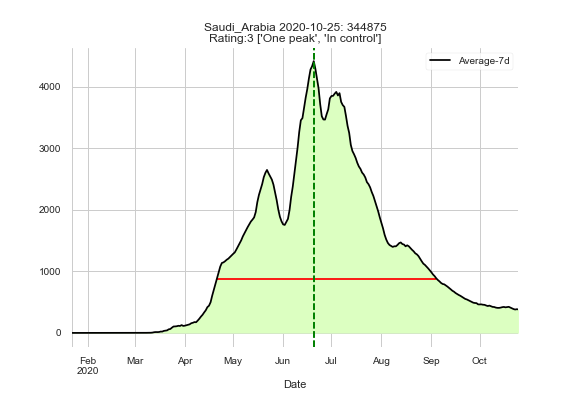 Saudi_Arabia 2020-10-25: 344875
Rating:3 ['One peak', 'In control']
Average-7d
4000
3000
2000
1000
0
Feb Mar Apr May Jun Jul Aug Sep Oct
2020
Date